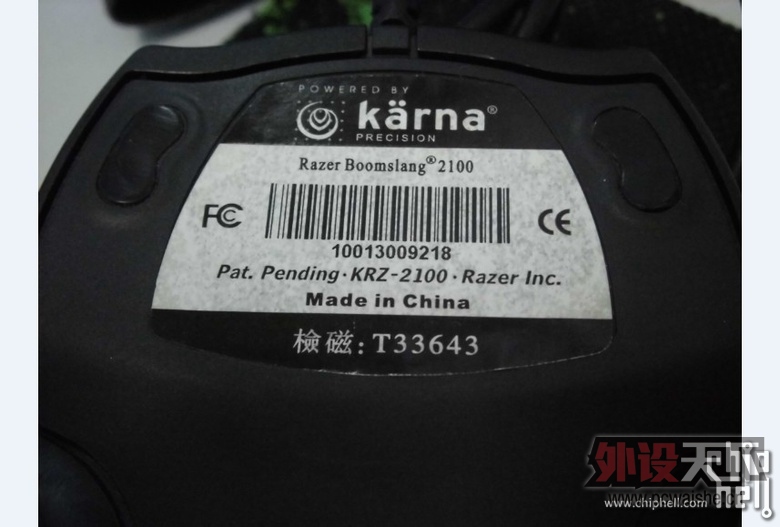 POWERED BY
kärna®
PRECISION
Razer Boomslang®2100
FC CE
10013009218
Pat. Pending·KRZ-2100·Razer Inc.
Made in China
檢磁:T33643
外设天
www.chiphell.com